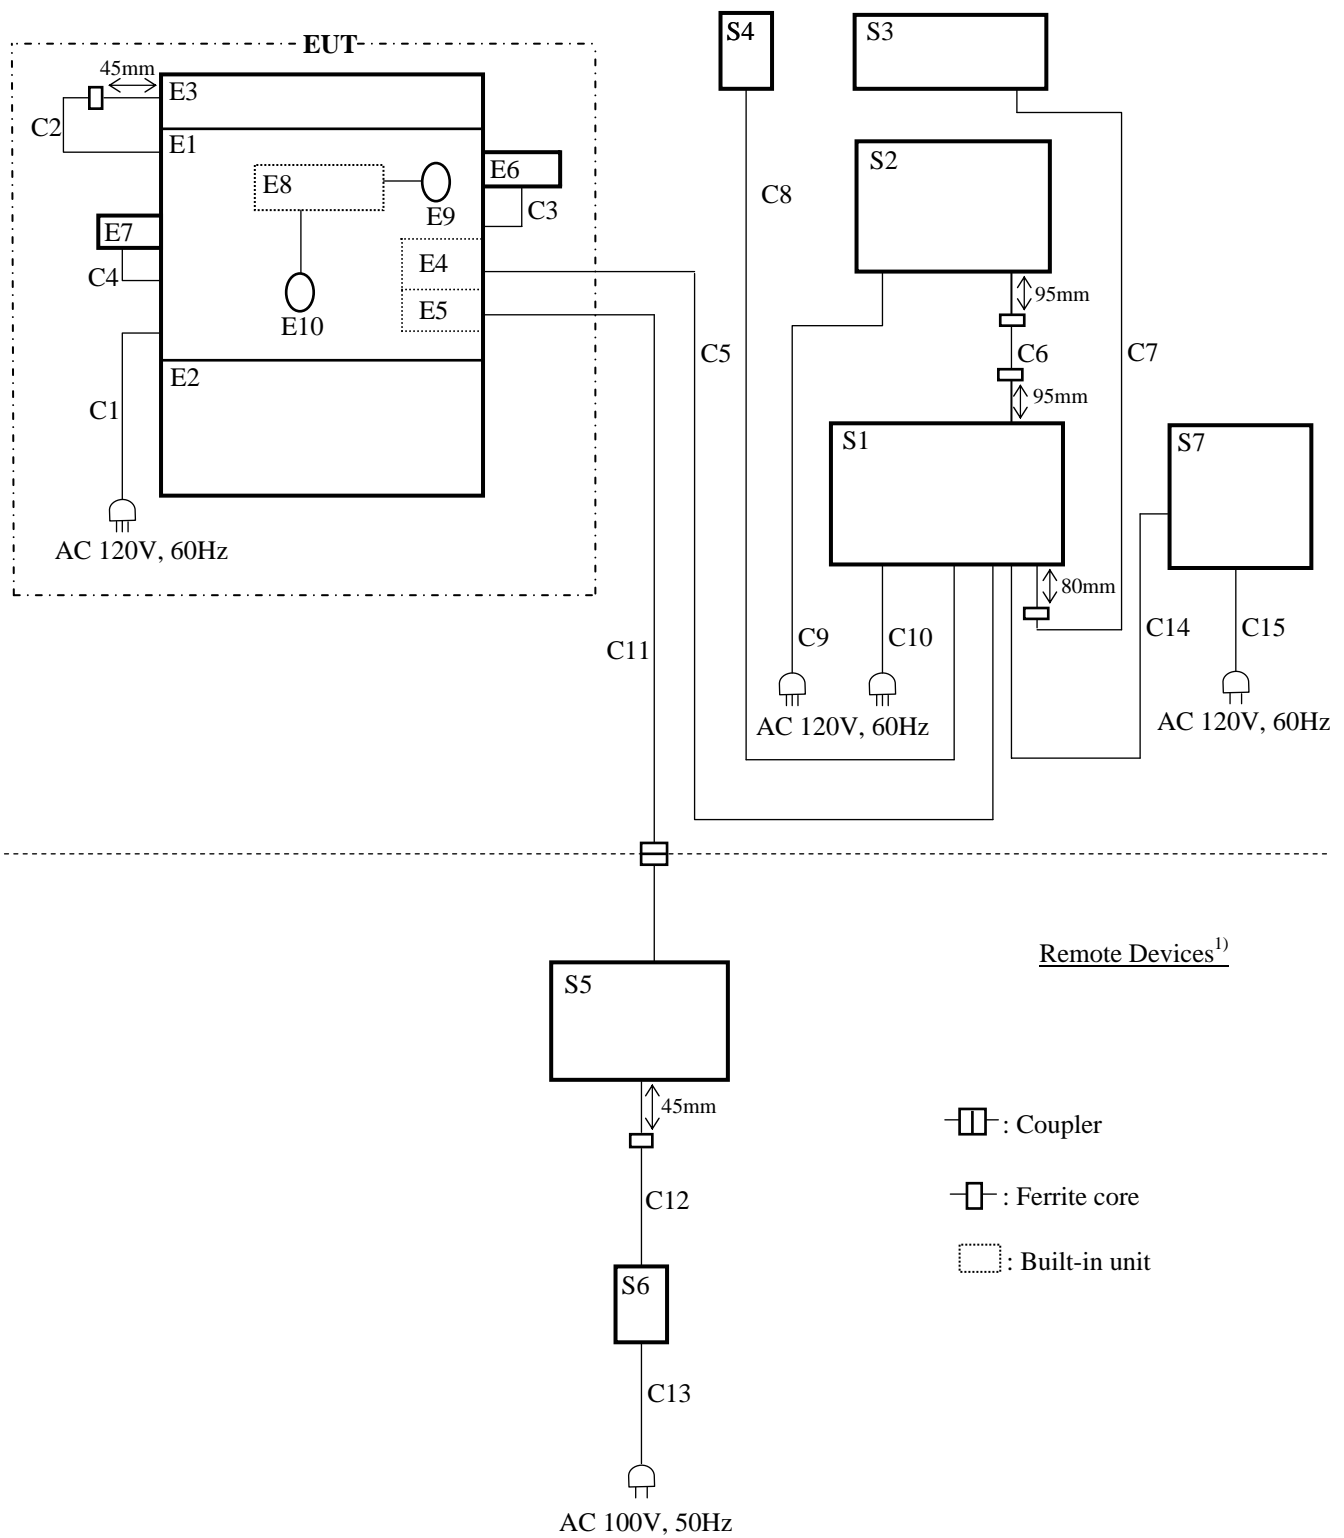 EUT
45mm
E3
C2
E1
E8
E9
E6
C3
E7
C4
E4
E5
E10
C1
E2
AC 120V, 60Hz
S4
S3
S2
C8
95mm
C5
C6
C7
95mm
S1
S7
80mm
C11
C9
C10
C14
C15
AC 120V, 60Hz
AC 120V, 60Hz
Remote Devices1)
S5
45mm
: Coupler
C12
: Ferrite core
: Built-in unit
S6
C13
AC 100V, 50Hz